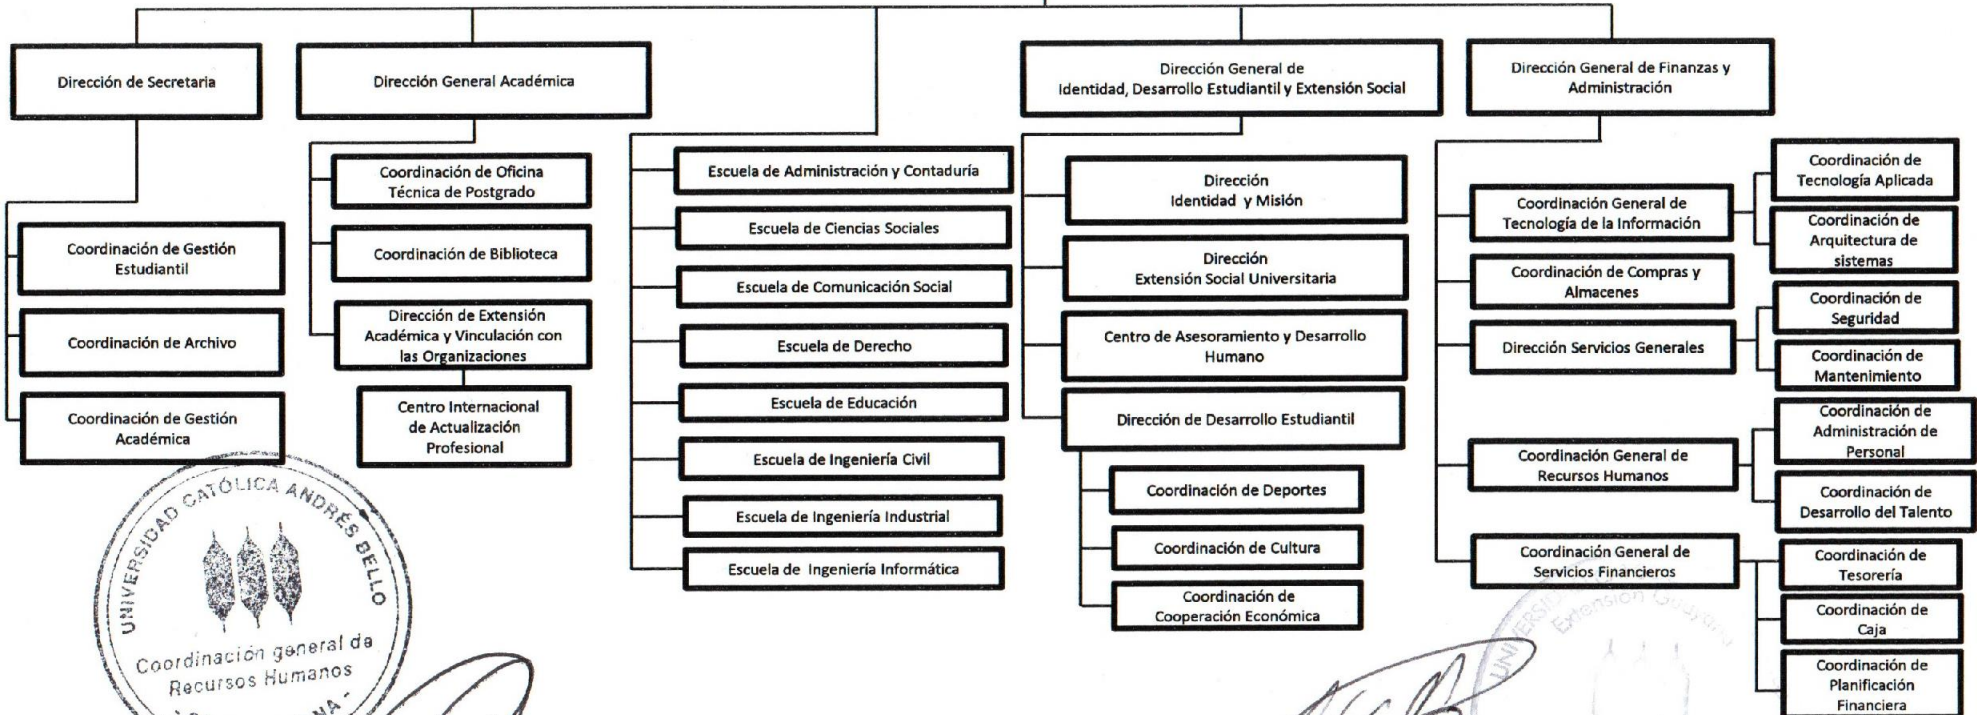 Dirección de Secretaria
Dirección General Académica
Dirección General de
Identidad, Desarrollo Estudiantil y Extensión Social
Dirección General de Finanzas y
Administración
Coordinación de Gestión
Estudiantil
Coordinación de Archivo
Coordinación de Gestión
Académica
Coordinación de Oficina
Técnica de Postgrado
Coordinación de Biblioteca
Dirección de Extensión
Académica y Vinculación con
las Organizaciones
Centro Internacional
de Actualización
Profesional
Escuela de Administración y Contaduría
Escuela de Ciencias Sociales
Escuela de Comunicación Social
Escuela de Derecho
Escuela de Educación
Escuela de Ingeniería Civil
Escuela de Ingeniería Industrial
Escuela de Ingeniería Informática
Dirección
Identidad y Misión
Dirección
Extensión Social Universitaria
Centro de Asesoramiento y Desarrollo
Humano
Dirección de Desarrollo Estudiantil
Coordinación de Deportes
Coordinación de Cultura
Coordinación de
Cooperación Económica
Coordinación General de
Tecnología de la Información
Coordinación de Tecnología Aplicada
Coordinación de
Arquitectura de
sistemas
Coordinación de Compras y
Almacenes
Dirección Servicios Generales
Coordinación de
Seguridad
Coordinación de
Mantenimiento
Coordinación General de
Recursos Humanos
Coordinación de
Administración de
Personal
Coordinación de
Desarrollo del Talento
Coordinación General de
Servicios Financieros
Coordinación de
Tesorería
Coordinación de
Caja
Coordinación de
Planificación
Financiera
UNIVERSIDAD CATÓLICA ANDRÉS BELLO
Coordinación general de
Recursos Humanos
Extensión Guayana